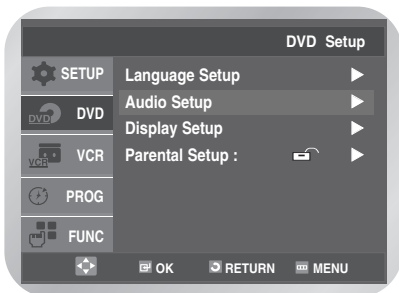 DVD Setup
SETUP
DVD
DVD
VCR
VCR
PROG
FUNC
Language Setup
Audio Setup
Display Setup
Parental Setup :
OK RETURN MENU